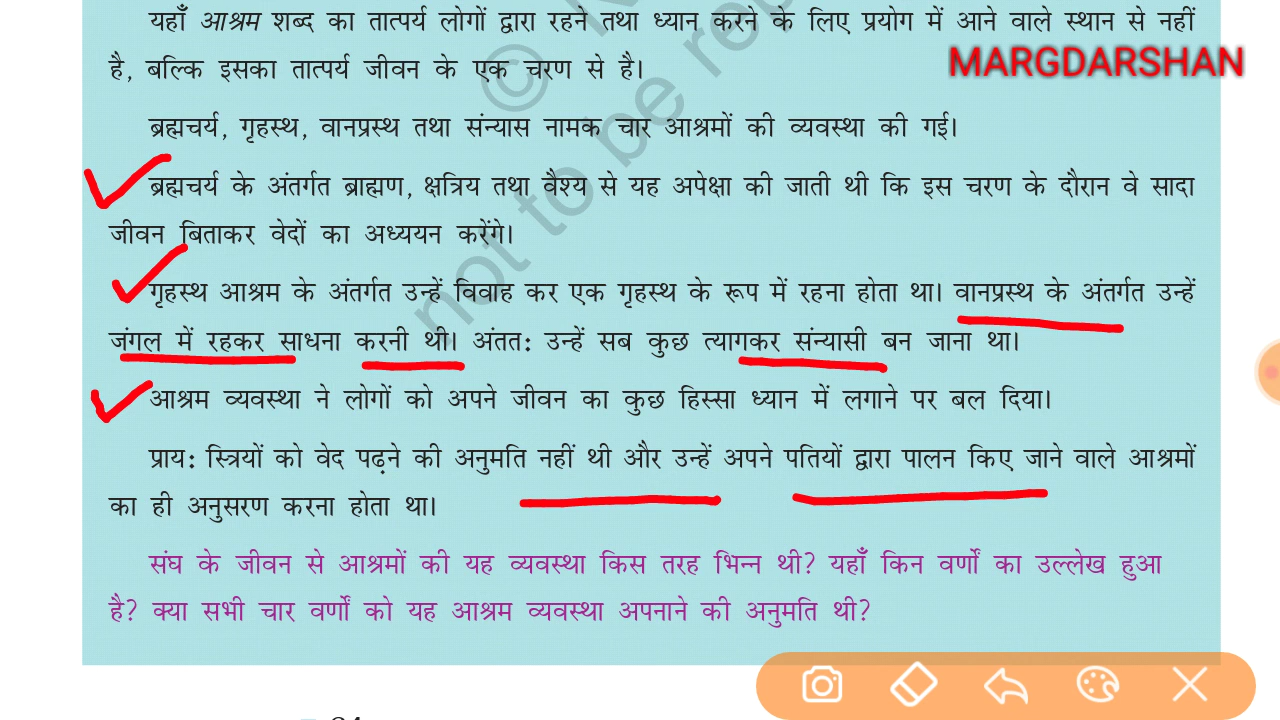 यहाँ आश्रम शब्द का तात्पर्य लोगों द्वारा रहने तथा ध्यान करने के लिए प्रयोग में आने वाले स्थान से नहीं
है, बल्कि इसका तात्पर्य जीवन के एक चरण से है।
MARGDARSHAN
ब्रह्मचर्य, गृहस्थ, वानप्रस्थ तथा संन्यास नामक चार आश्रमों की व्यवस्था की गई।
ब्रह्मचर्य के अंतर्गत ब्राह्मण, क्षत्रिय तथा वैश्य से यह अपेक्षा की जाती थी कि इस चरण के दौरान वे सादा
जीवन बिताकर वेदों का अध्ययन करेंगे।
गृहस्थ आश्रम के अंतर्गत उन्हें विवाह कर एक गृहस्थ के रूप में रहना होता था। वानप्रस्थ के अंतर्गत उन्हें
जंगल में रहकर साधना करनी थी। अंतत: उन्हें सब कुछ त्यागकर संन्यासी बन जाना था।
आश्रम व्यवस्था ने लोगों को अपने जीवन का कुछ हिस्सा ध्यान में लगाने पर बल दिया।
प्राय: स्त्रियों को वेद पढ़ने की अनुमति नहीं थी और उन्हें अपने पतियों द्वारा पालन किए जाने वाले आश्रमों
का ही अनुसरण करना होता था।
संघ के जीवन से आश्रमों की यह व्यवस्था किस तरह भिन्न थी? यहाँ किन वर्णों का उल्लेख हुआ
है? क्या सभी चार वर्णों को यह आश्रम व्यवस्था अपनाने की अनुमति थी?
© N
not to be rep